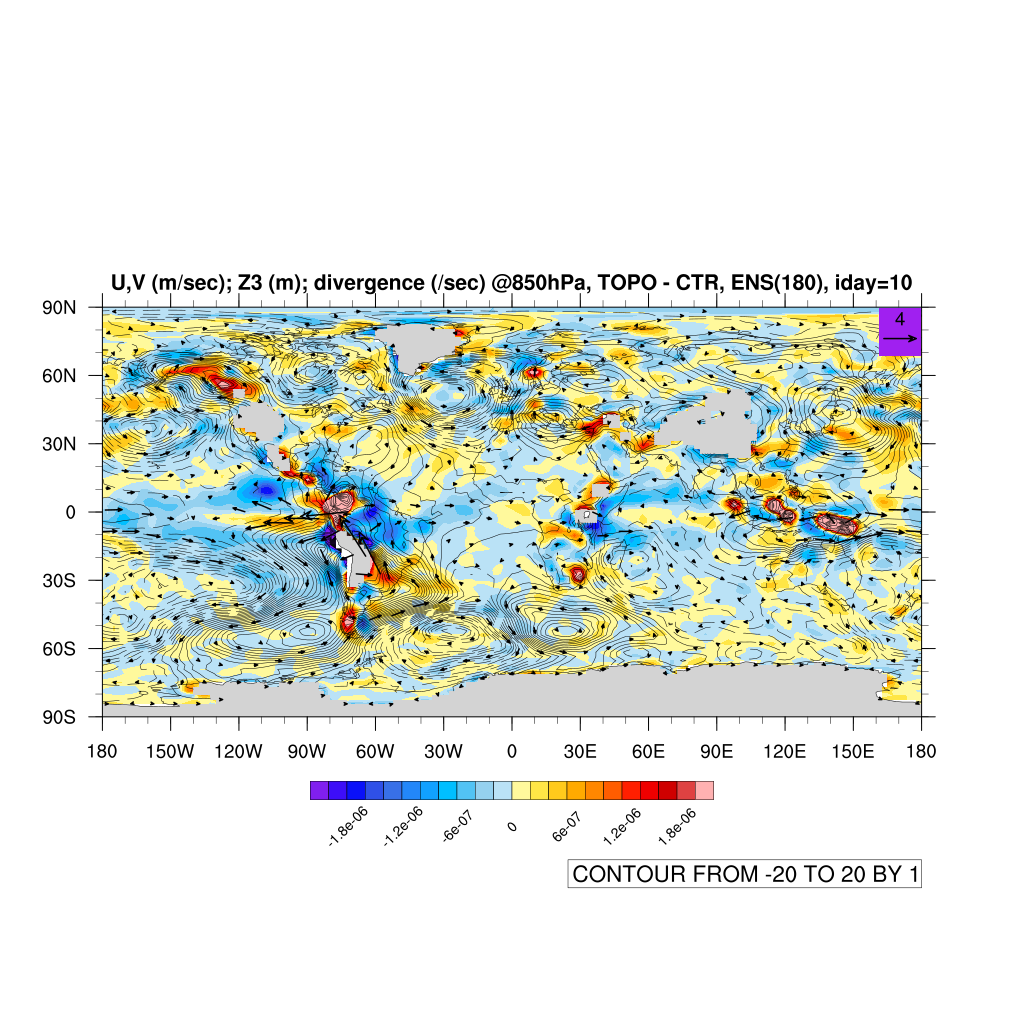 U,V (m/sec); Z3 (m); divergence (/sec) @850hPa, TOPO - CTR, ENS(180), iday=10
4
90N
60N
30N
0
30S
60S
90S
180 150W 120W 90W 60W 30W 0 30E 60E 90E 120E 150E 180
-1.8e-06 -1.2e-06 -6e-07 0 6e-07 1.2e-06 1.8e-06
CONTOUR FROM -20 TO 20 BY 1